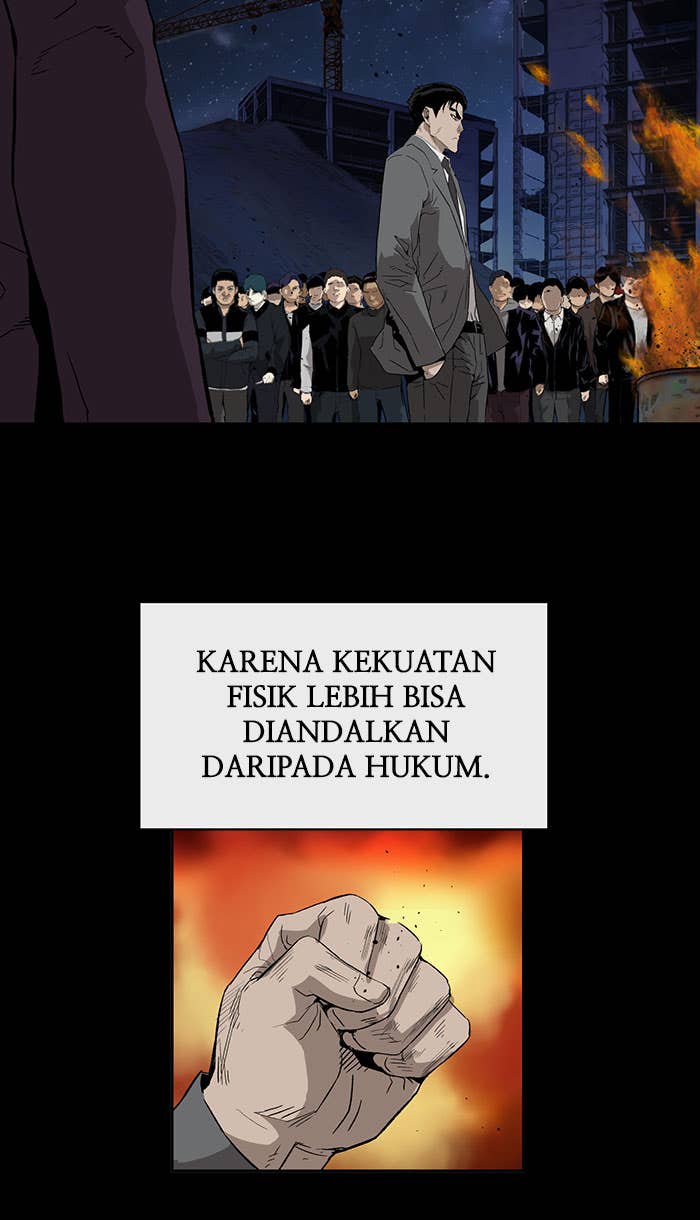 KARENA KEKUATAN
FISIK LEBIH BISA
DIANDALKAN
DARIPADA HUKUM.